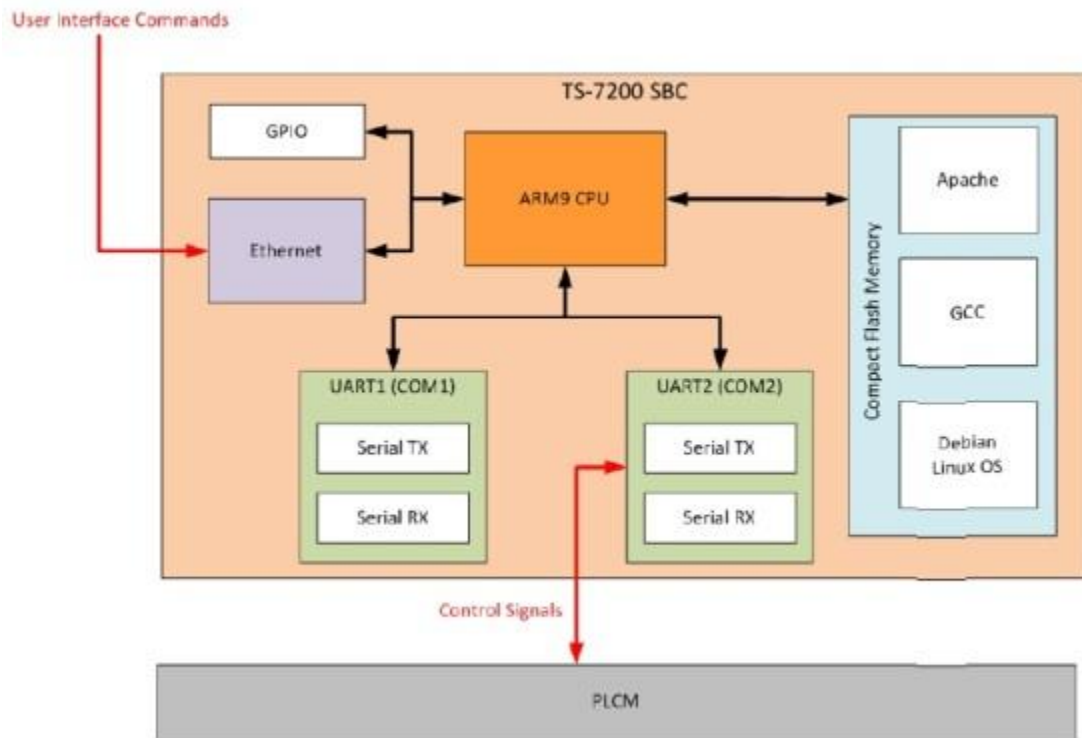 User Interface Commands
TS-7200 SBC
GPIO
ARM9 CPU
Ethernet
Compact Flash Memory
Apache
GCC
Debian
Linux OS
UART1 (COM1)
Serial TX
Serial RX
UART2 (COM2)
Serial TX
Serial RX
Control Signals
PLCM